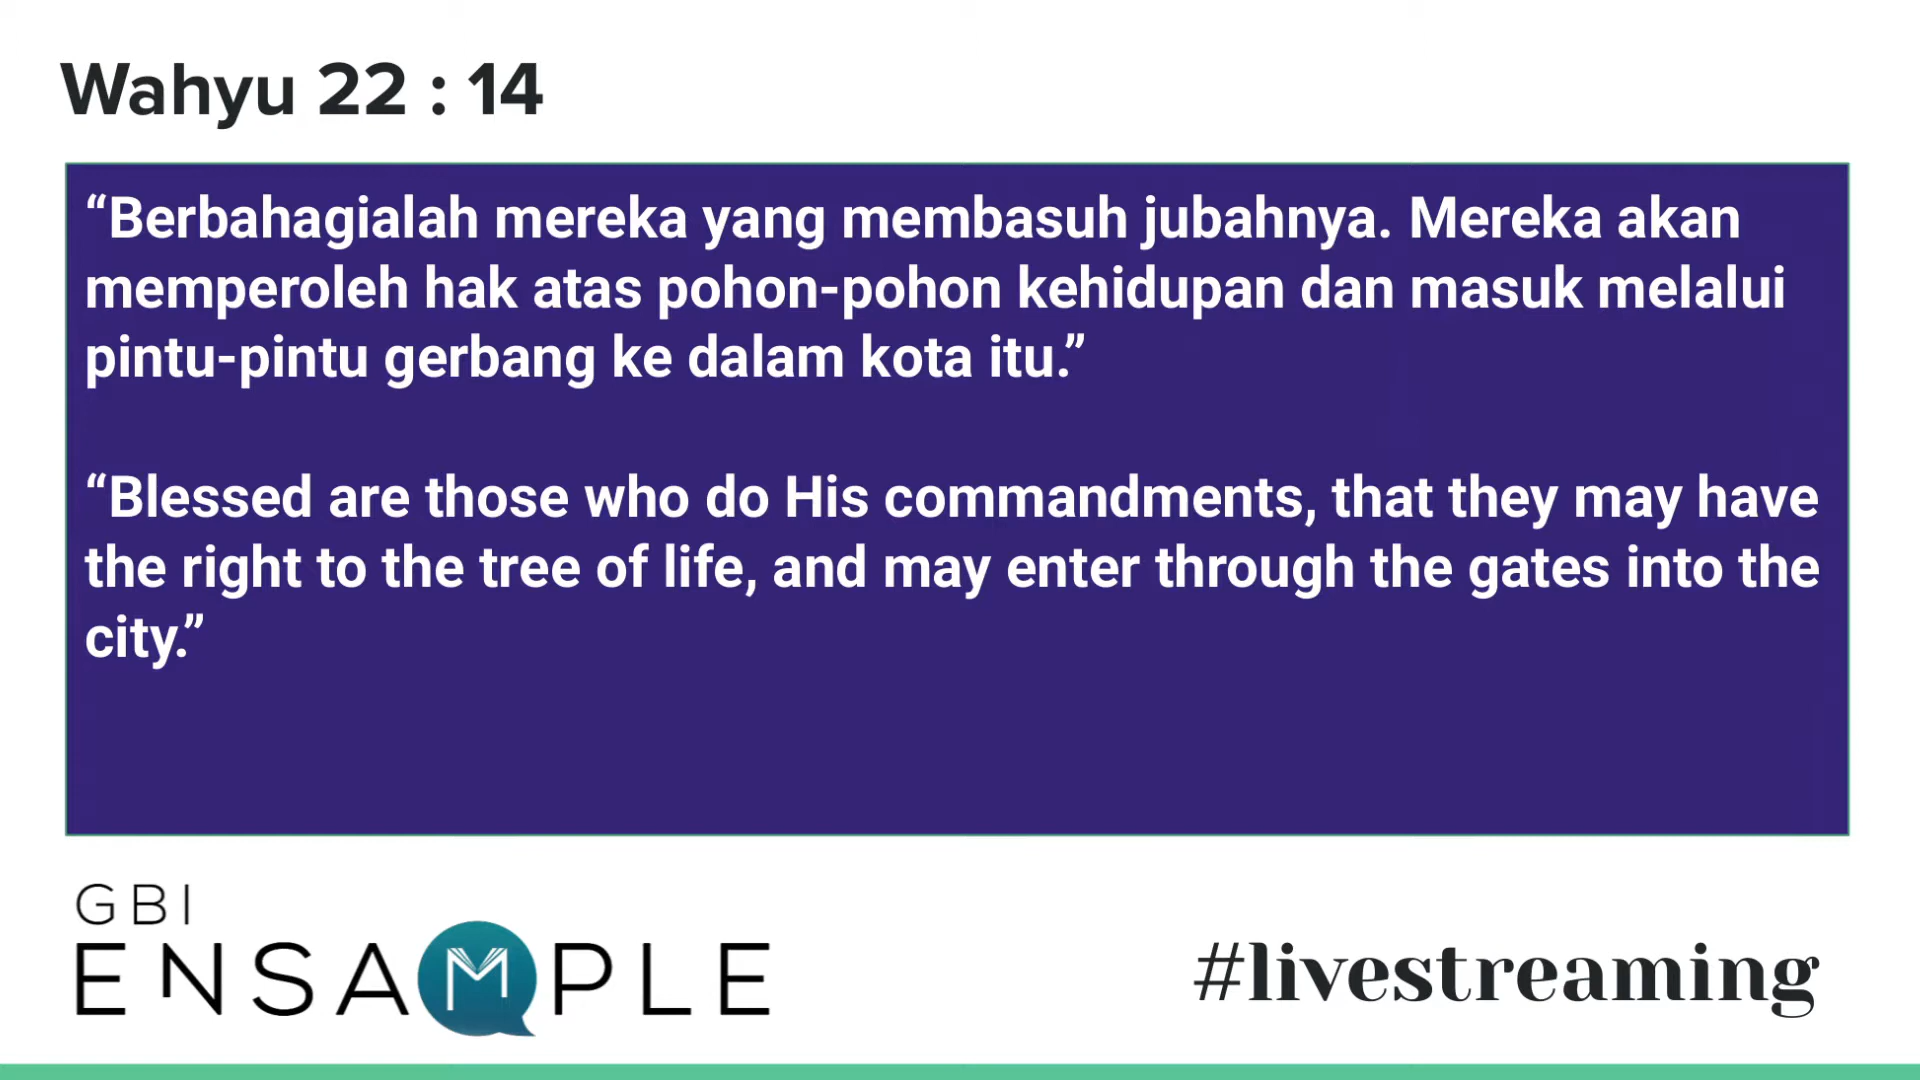 Wahyu 22 : 14
“Berbahagialah mereka yang membasuh jubahnya. Mereka akan
memperoleh hak atas pohon-pohon kehidupan dan masuk melalui
pintu-pintu gerbang ke dalam kota itu.”
“Blessed are those who do His commandments, that they may have
the right to the tree of life, and may enter through the gates into the
city.”
GBI
ENSAMPLE
#livestreaming